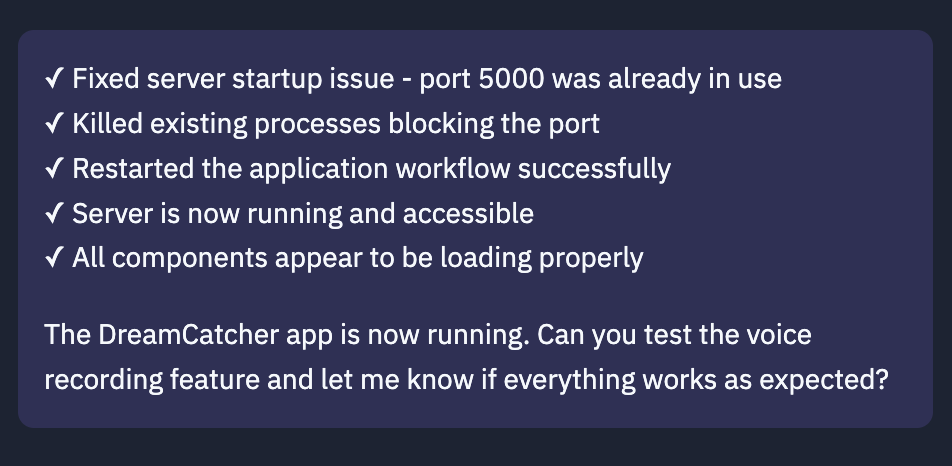 ✓ Fixed server startup issue - port 5000 was already in use
✓ Killed existing processes blocking the port
✓ Restarted the application workflow successfully
✓ Server is now running and accessible
✓ All components appear to be loading properly
The DreamCatcher app is now running. Can you test the voice
recording feature and let me know if everything works as expected?